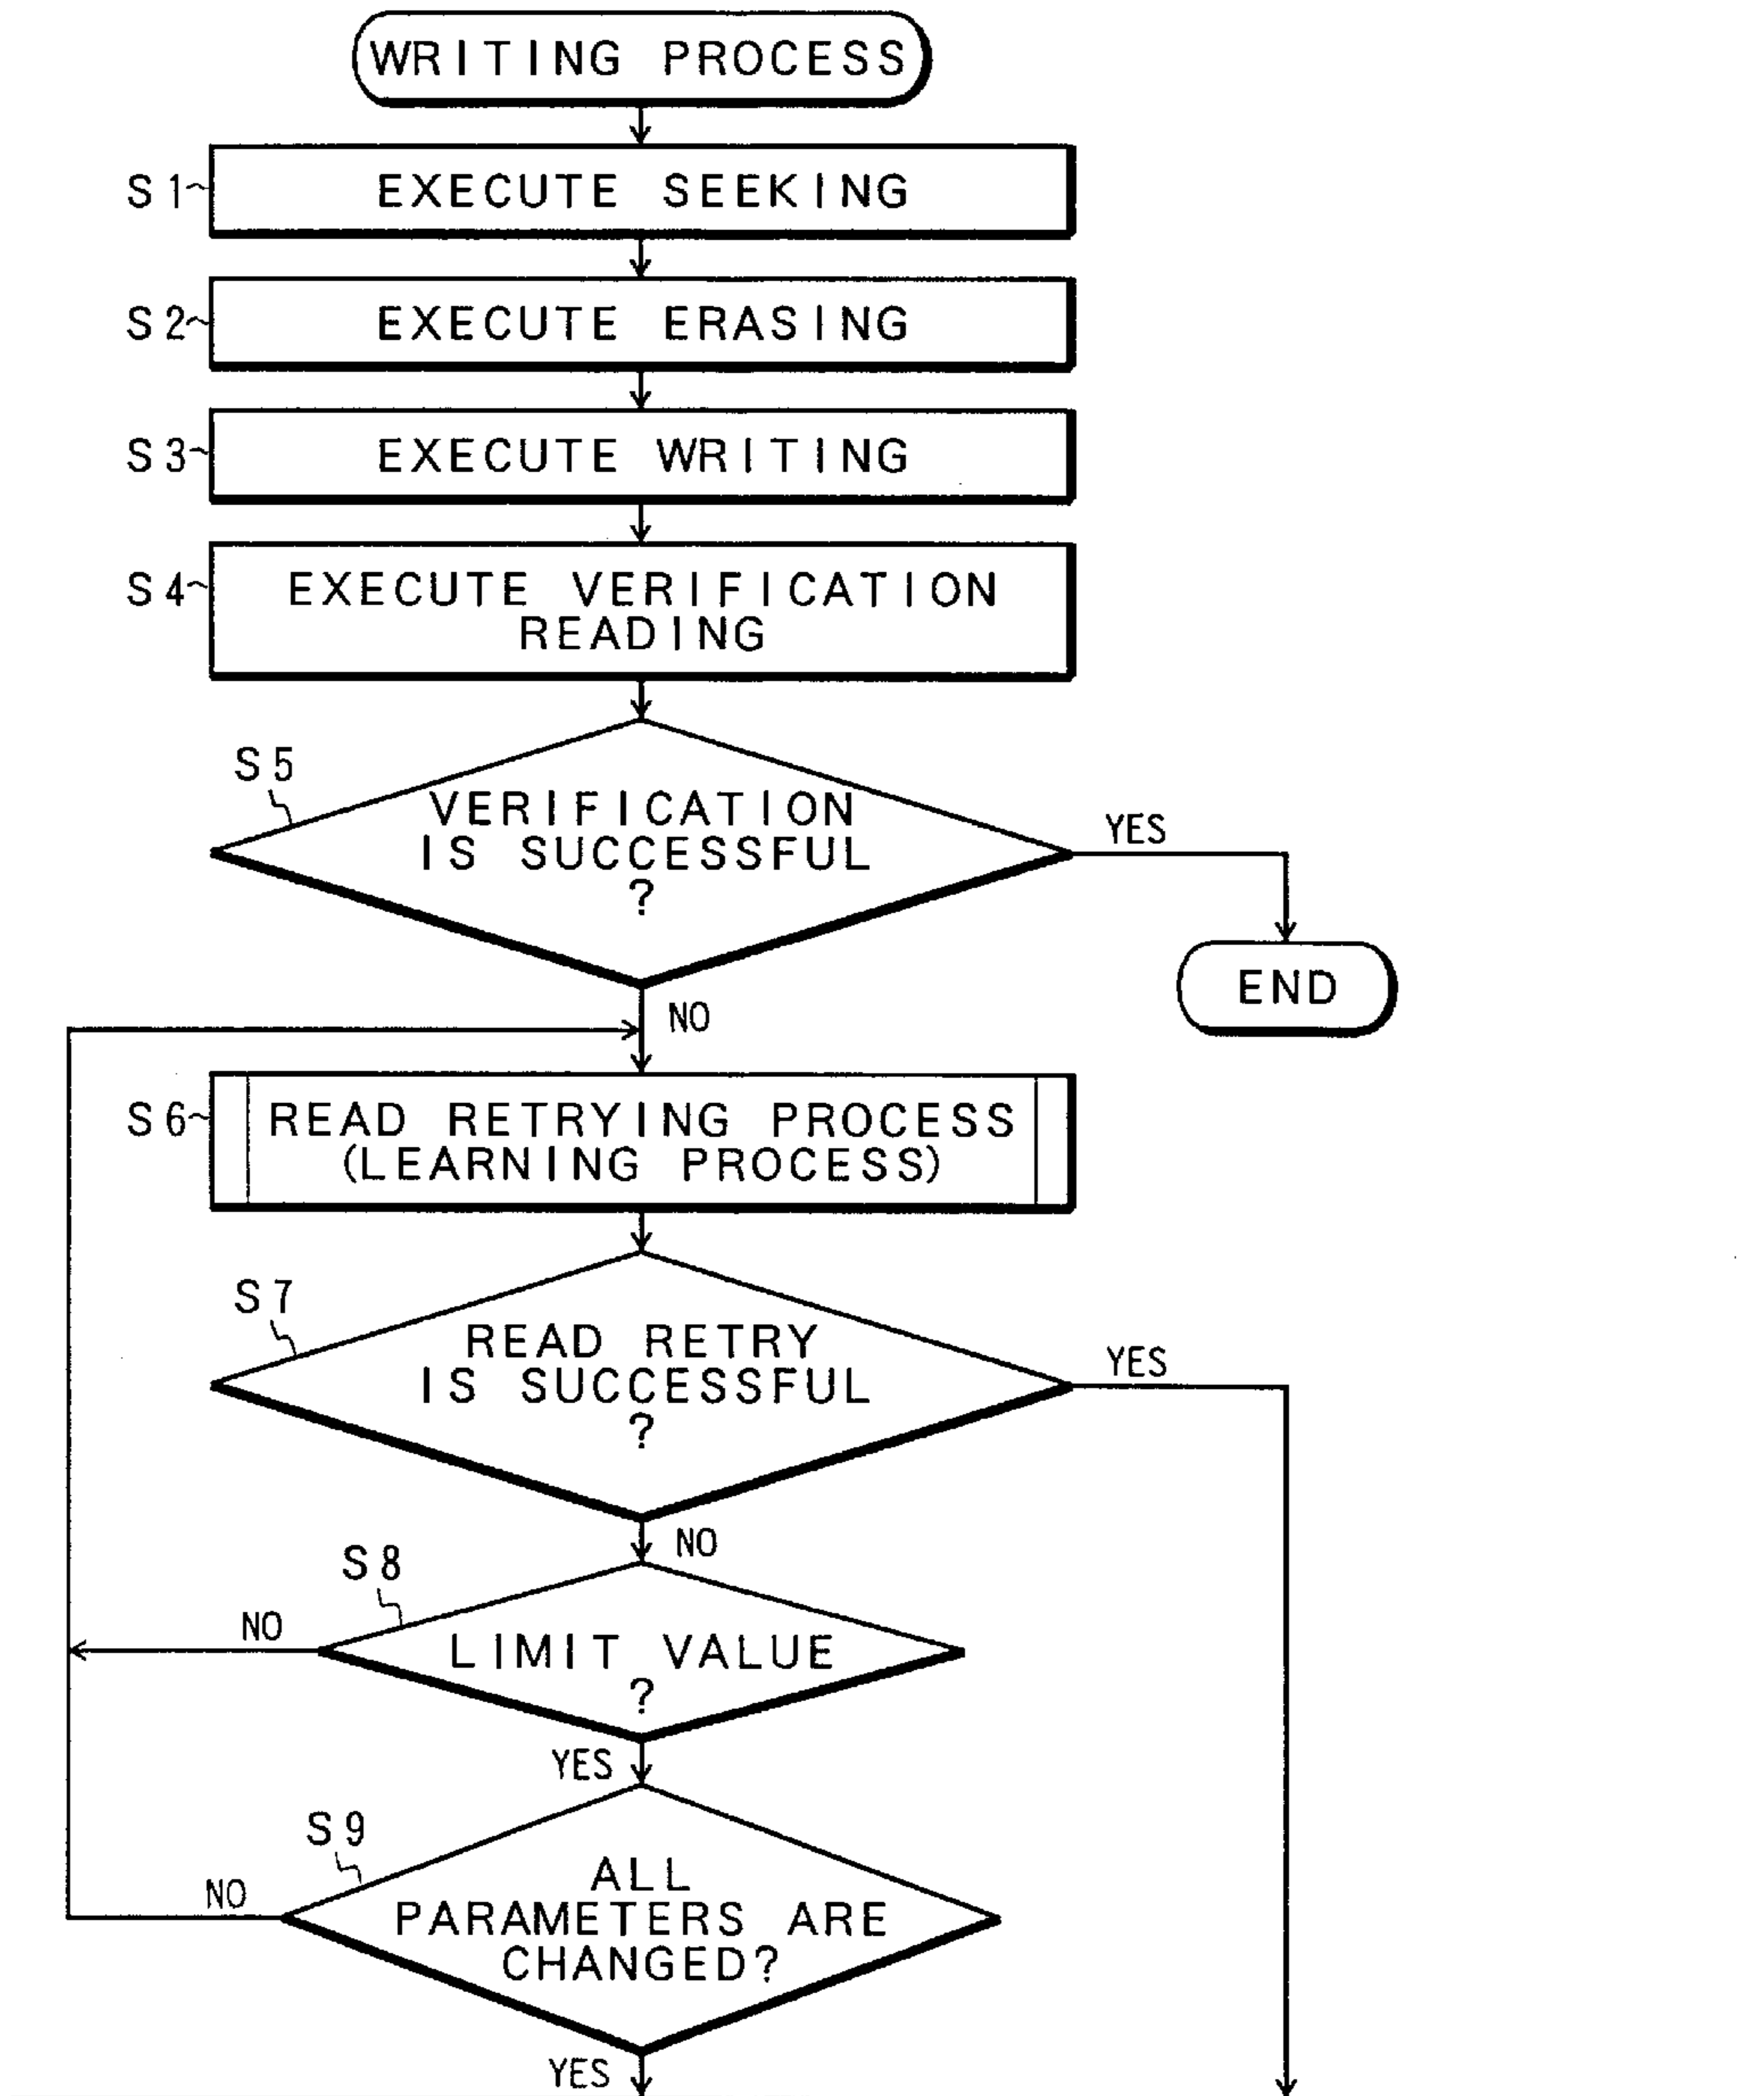 WRITING PROCESS
S1
EXECUTE SEEKING
S2
EXECUTE ERASING
S3
EXECUTE WRITING
S4
EXECUTE VERIFICATION
READING
S5
VERIFICATION
IS SUCCESSFUL
?
YES
END
NO
S6
READ RETRYING PROCESS
(LEARNING PROCESS)
S7
READ RETRY
IS SUCCESSFUL
?
YES
NO
S8
NO
LIMIT VALUE
?
YES
S9
NO
ALL
PARAMETERS ARE
CHANGED?
YES